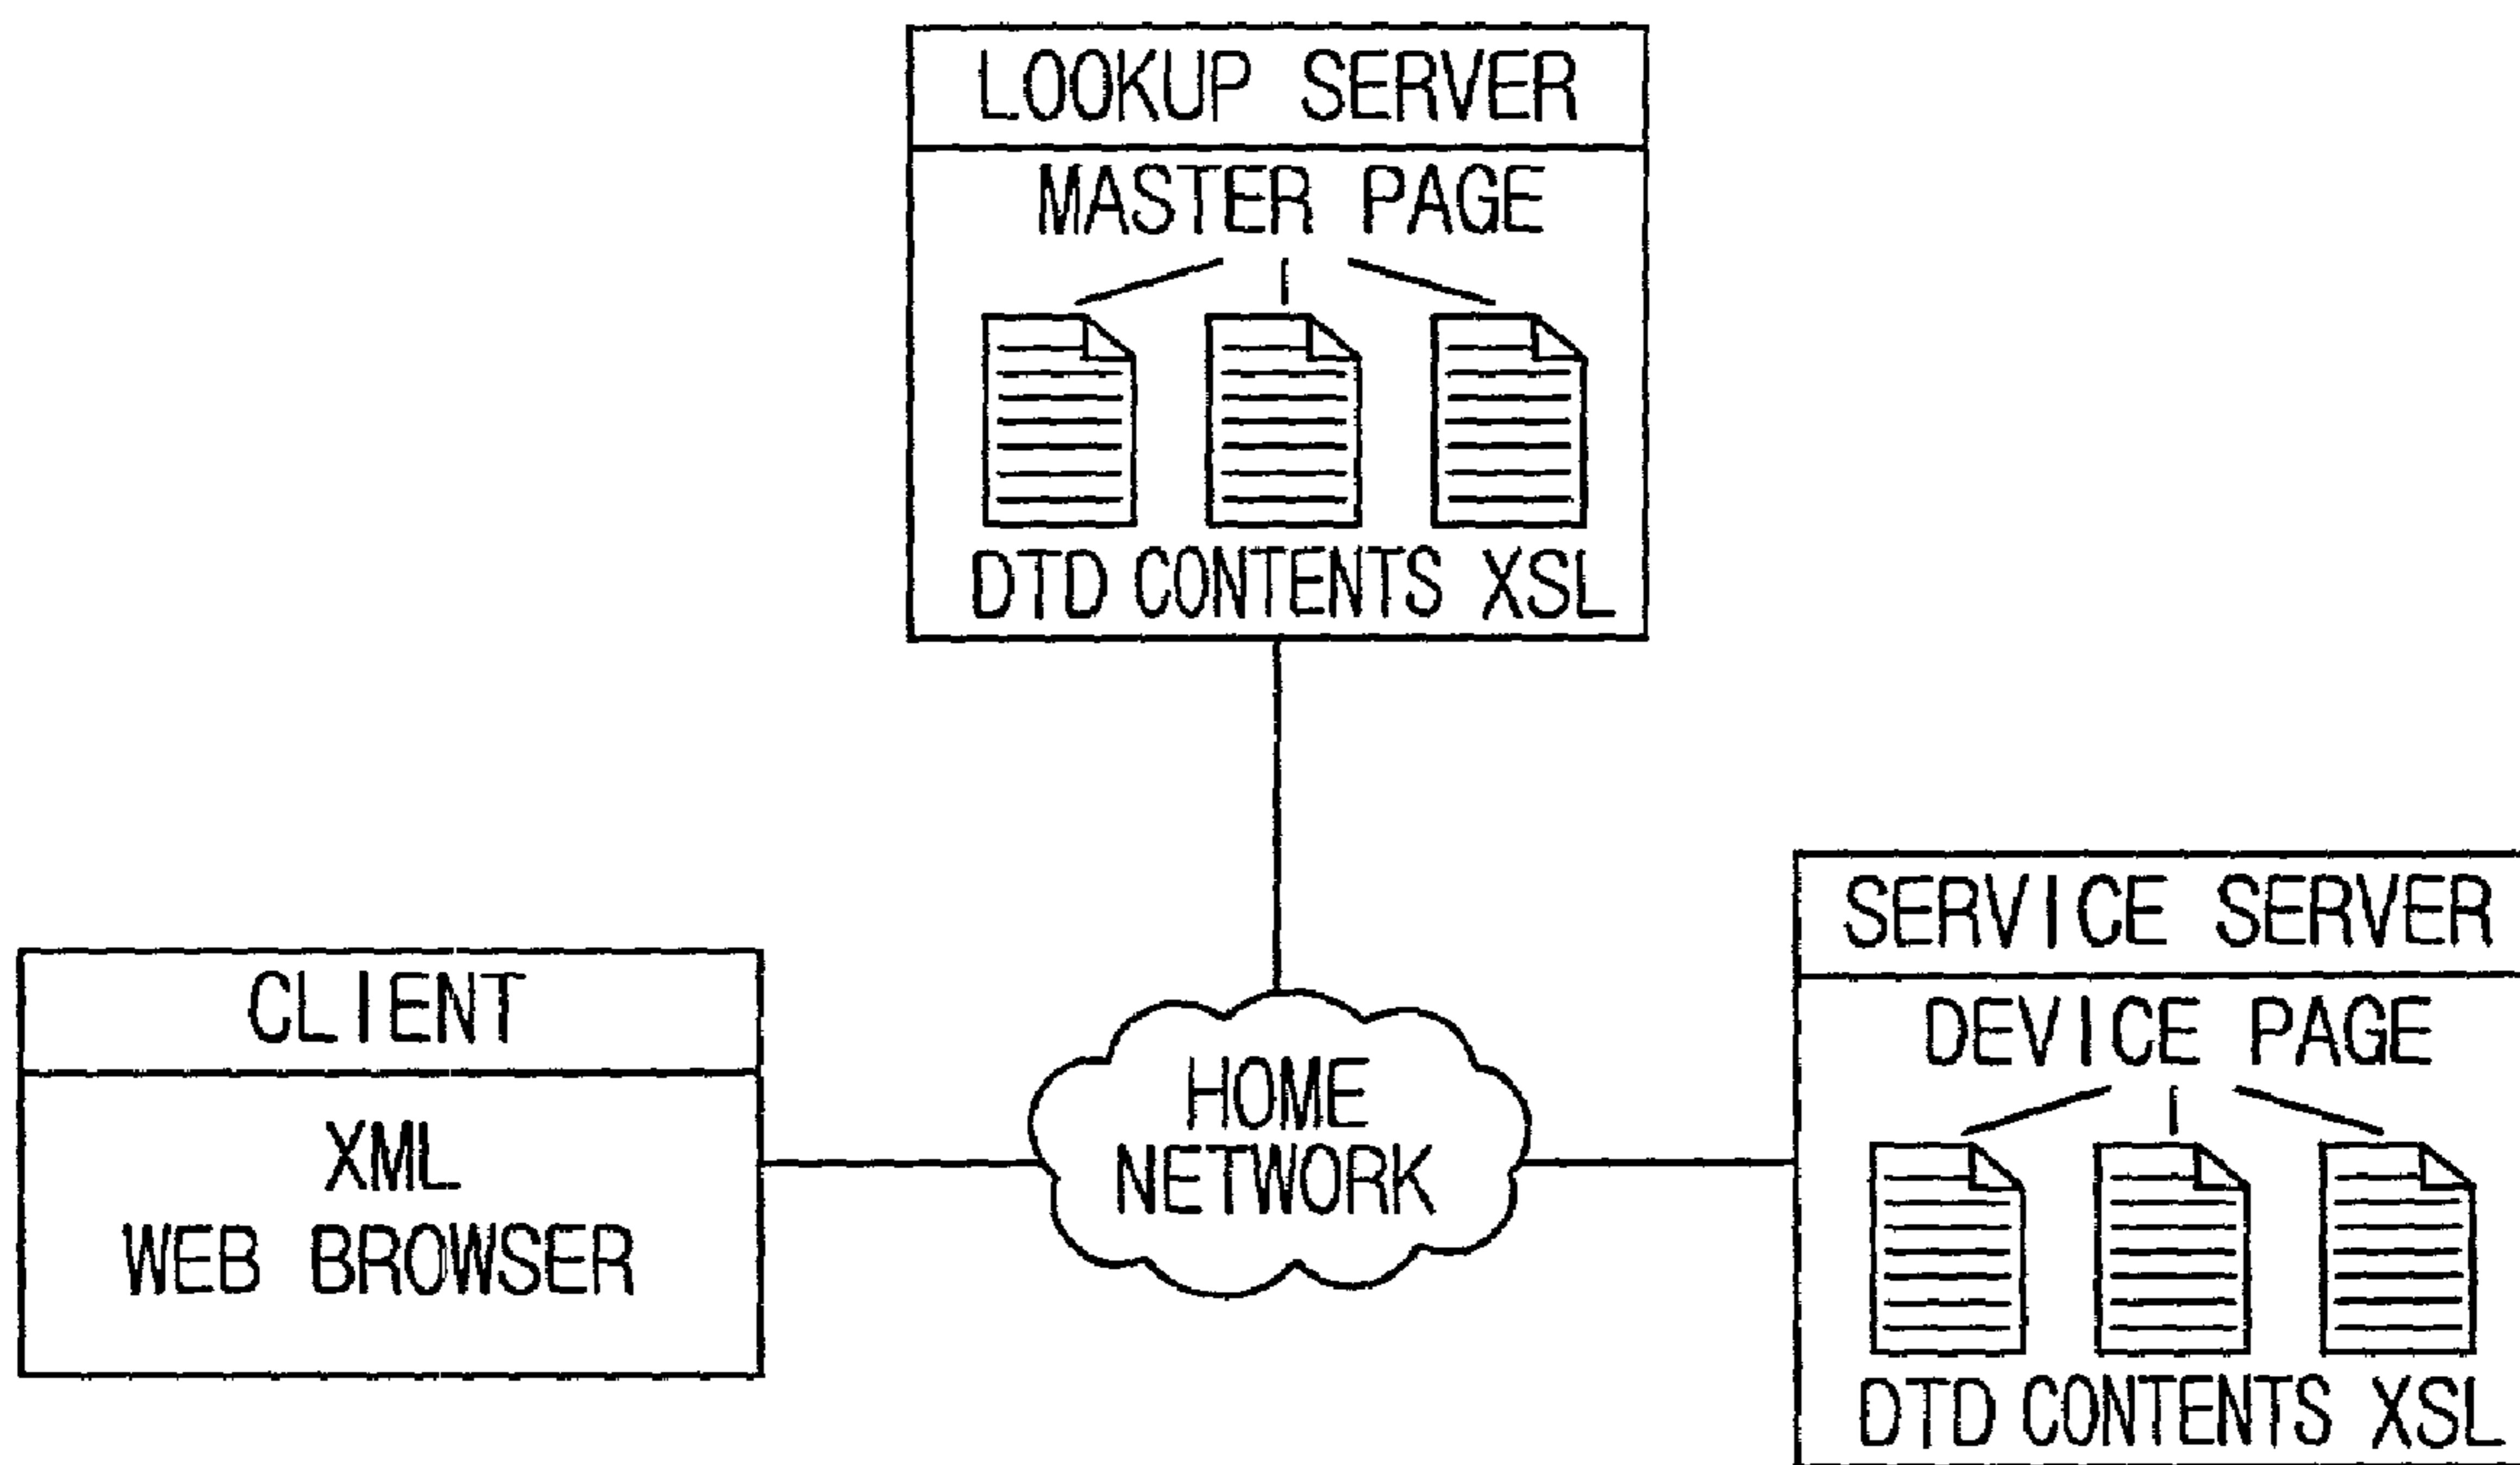 LOOKUP SERVER
MASTER PAGE
DTD CONTENTS XSL
CLIENT
XML
WEB BROWSER
HOME
NETWORK
SERVICE SERVER
DEVICE PAGE
DTD CONTENTS XSL